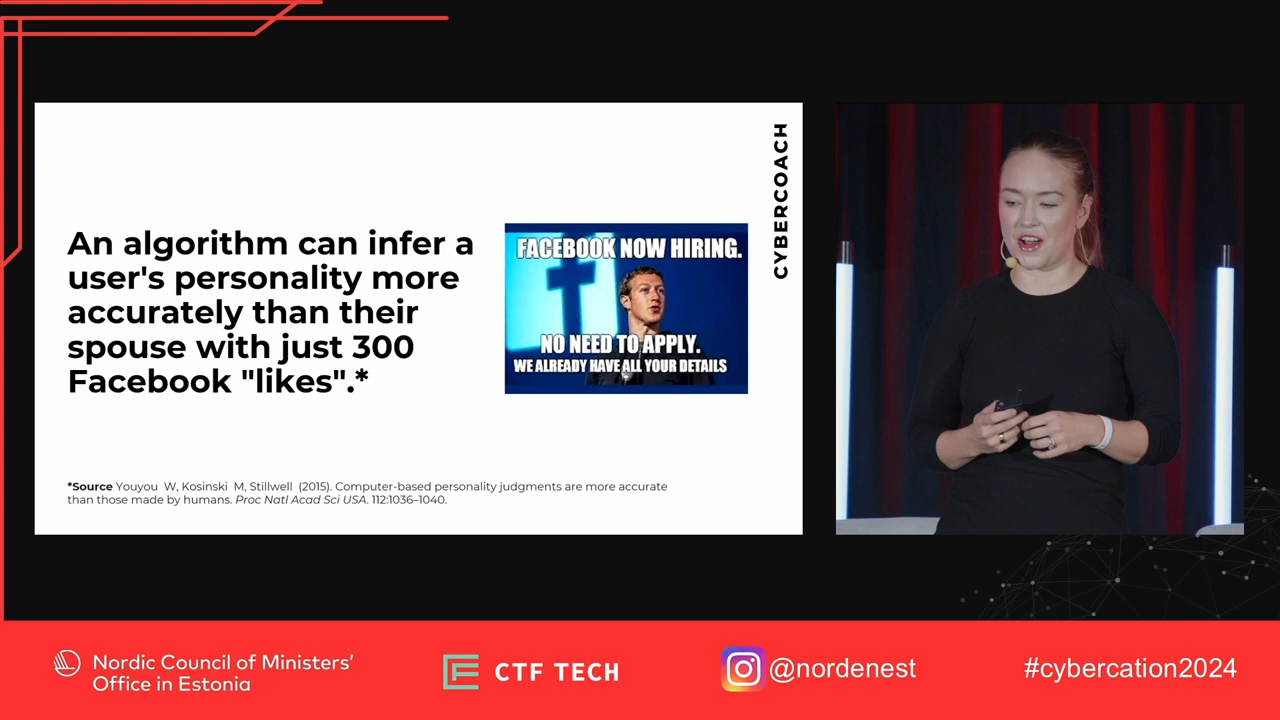 CYBERCOACH
An algorithm can infer a
user's personality more
accurately than their
spouse with just 300
Facebook "likes".*
FACEBOOK NOW HIRING.
NO NEED TO APPLY.
WE ALREADY HAVE ALL YOUR DETAILS
*Source Youyou W, Kosinski M, Stillwell (2015). Computer-based personality judgments are more accurate
than those made by humans. Proc Natl Acad Sci USA. 112:1036–1040.
Nordic Council of Ministers'
Office in Estonia
CTF TECH
@nordenest
#cybercation2024